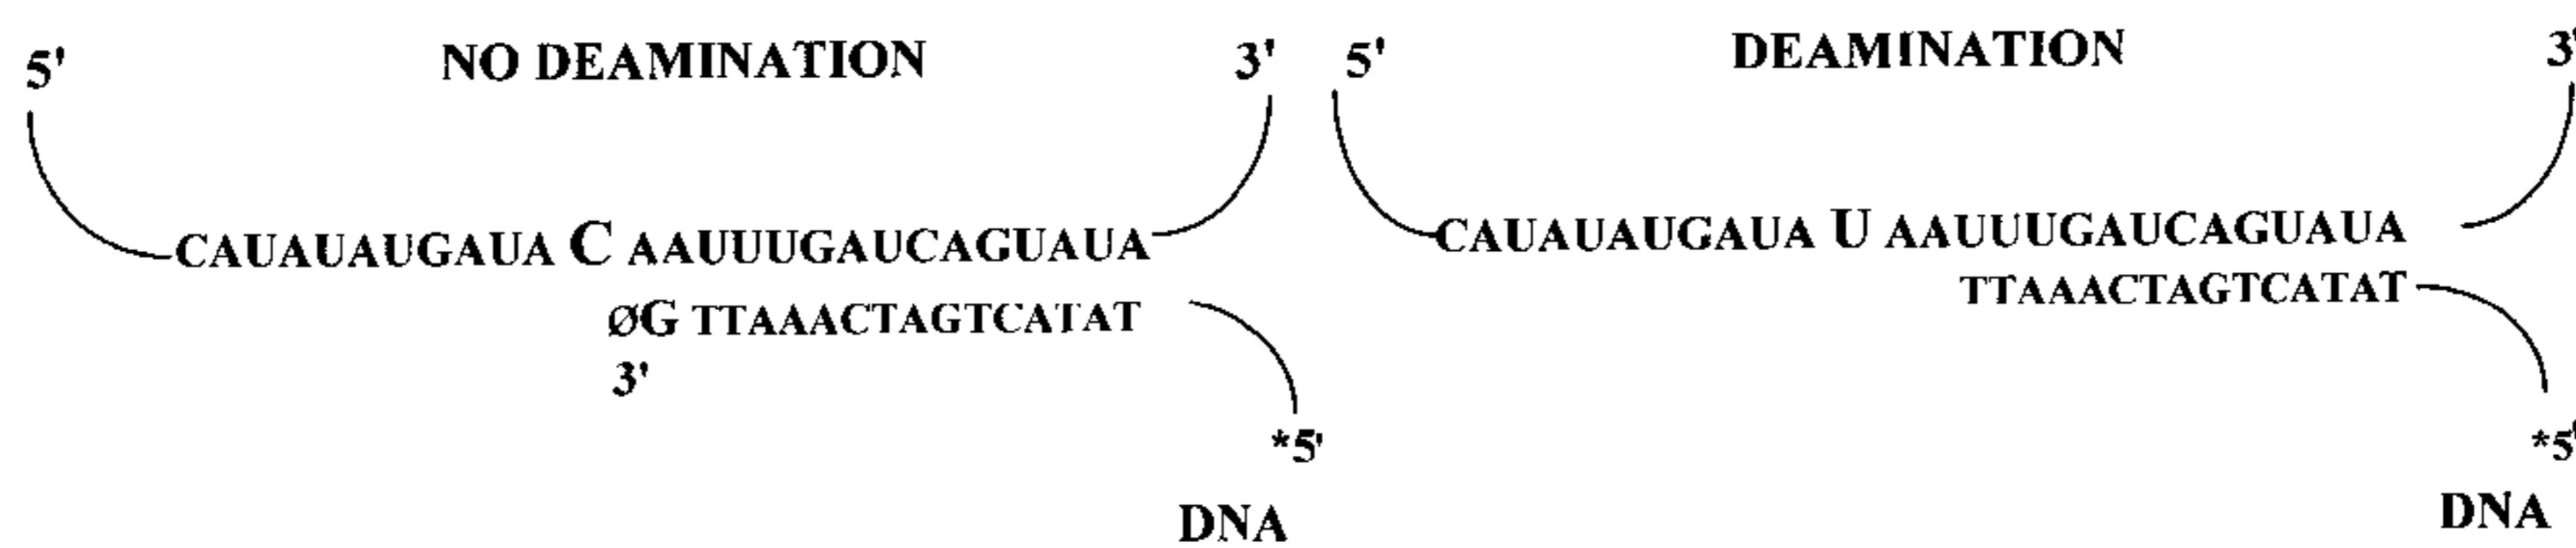 5' NO DEAMINATION 3' 5' DEAMINATION 3'
CAUAUAUGAUA C AAUUUGAUCAGUAUA CAUAUAUGAUA U AAUUUGAUCAGUAUA
ØG TTAAACTAGTCATAT TTAAACTAGTCATAT
3'
*5' *5'
DNA DNA